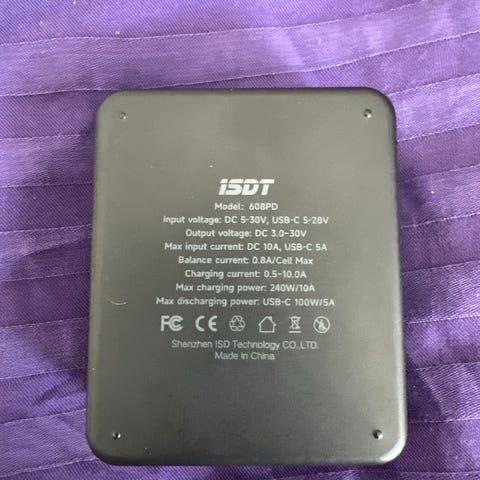 ISDT
Model: 608PD
Input voltage: DC 5-30V, USB-C 5-28V
Output voltage: DC 3.0-30V
Max input current: DC 10A, USB-C 5A
Balance current: 0.8A/Cell Max
Charging current: 0.5-10.0A
Max charging power: 240W/10A
Max discharging power: USB-C 100W/5A
FC CE
Shenzhen ISD Technology CO.,LTD.
Made in China